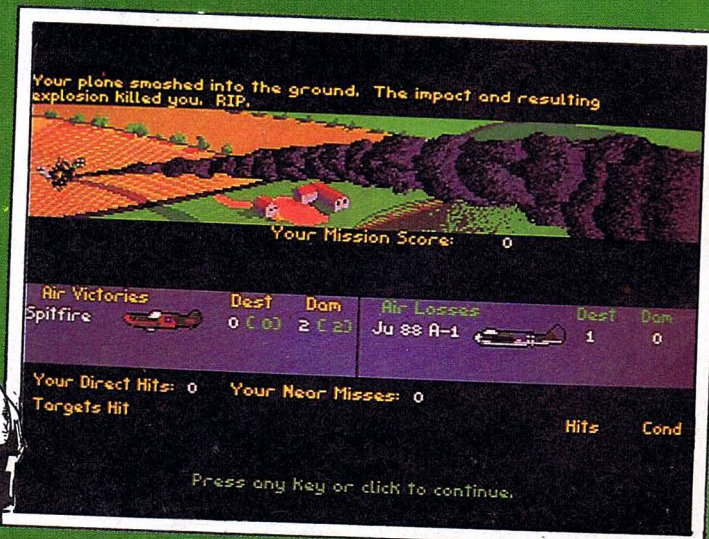 Your plane smashed into the ground. The impact and resulting
explosion killed you. RIP.
Your Mission Score: 0
Air Victories Dest Dam
Spitfire 0 ( 0) 2 ( 2)
Air Losses Dest Dam
Ju 88 A-1 1 0
Your Direct Hits: 0 Your Near Misses: 0
Targets Hit
Hits Cond
Press any key or click to continue.